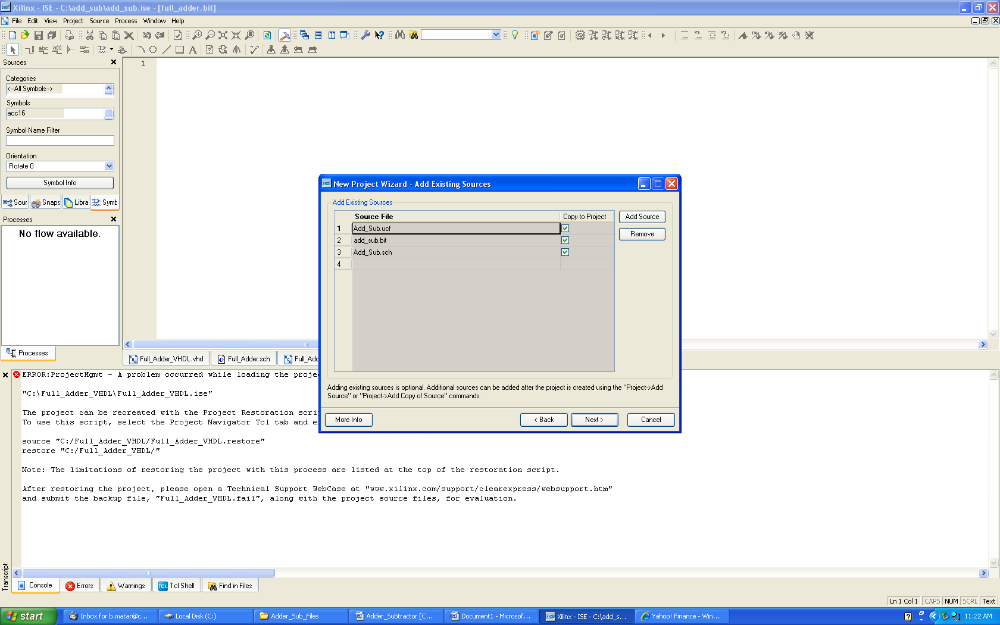 Xilinx - ISE - C:\add_sub\add_sub.ise - [full_adder.bit]
File Edit View Project Source Process Window Help
Sources
Categories
<--All Symbols-->
Symbols
acc16
Symbol Name Filter
Orientation
Rotate 0
Symbol Info
Sour Snaps Libra Symb
Processes
No flow available.
Processes
1
Full_Adder_VHDL.vhd Full_Adder.sch Full_Add
New Project Wizard - Add Existing Sources
Add Existing Sources
Source File Copy to Project
1 Add_Sub.ucf
2 add_sub.bit
3 Add_Sub.sch
4
Add Source
Remove
Adding existing sources is optional. Additional sources can be added after the project is created using the "Project->Add
Source" or "Project->Add Copy of Source" commands.
More Info < Back Next > Cancel
ERROR:ProjectMgmt - A problem occurred while loading the proje
"C:\Full_Adder_VHDL\Full_Adder_VHDL.ise"
The project can be recreated with the Project Restoration scri
To use this script, select the Project Navigator Tcl tab and e
source "C:/Full_Adder_VHDL/Full_Adder_VHDL.restore"
restore "C:/Full_Adder_VHDL/"
Note: The limitations of restoring the project with this process are listed at the top of the restoration script.
After restoring the project, please open a Technical Support WebCase at "www.xilinx.com/support/clearexpress/websupport.htm"
and submit the backup file, "Full_Adder_VHDL.fail", along with the project source files, for evaluation.
Transcript
Console Errors Warnings TCL Tcl Shell Find in Files
Ln 1 Col 1 CAPS NUM SCRL Text
start Inbox for b.matar@c... Local Disk (C:) Adder_Sub_Files Adder_Subtractor [C... Document1 - Microsof... Xilinx - ISE - C:\add_s... Yahoo! Finance - Win... 11:22 AM